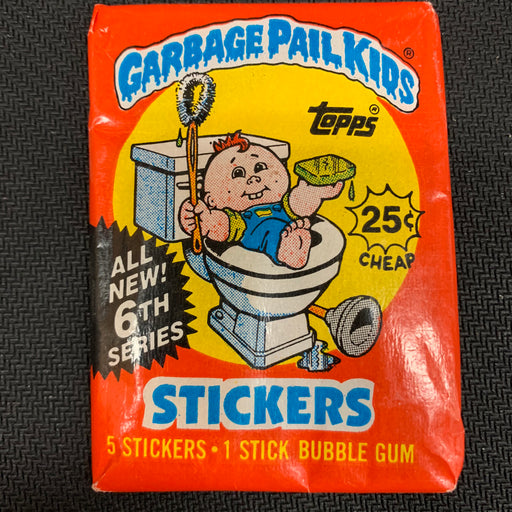 GARBAGE PAIL KIDS®
TOPPS®
25¢
CHEAP
ALL
NEW!
6TH
SERIES
STICKERS
5 STICKERS • 1 STICK BUBBLE GUM